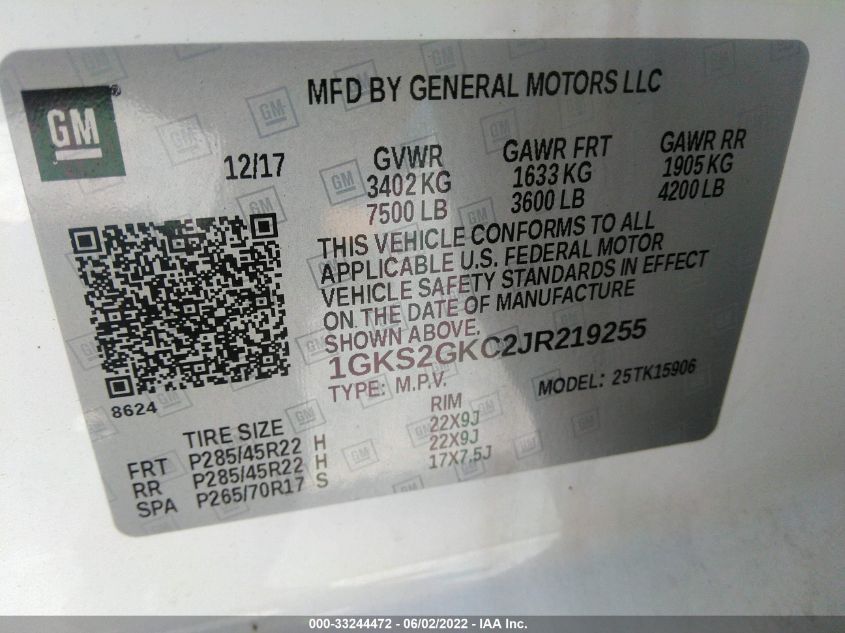 MFD BY GENERAL MOTORS LLC
GM®
12/17 GVWR GAWR FRT GAWR RR
3402 KG 1633 KG 1905 KG
7500 LB 3600 LB 4200 LB
THIS VEHICLE CONFORMS TO ALL
APPLICABLE U.S. FEDERAL MOTOR
VEHICLE SAFETY STANDARDS IN EFFECT
ON THE DATE OF MANUFACTURE
SHOWN ABOVE.
1GKS2GKC2JR219255
TYPE: M.P.V. MODEL: 25TK15906
8624
TIRE SIZE RIM
FRT P285/45R22 H 22X9J
RR P285/45R22 H 22X9J
SPA P265/70R17 S 17X7.5J
000-33244472 - 06/02/2022 - IAA Inc.